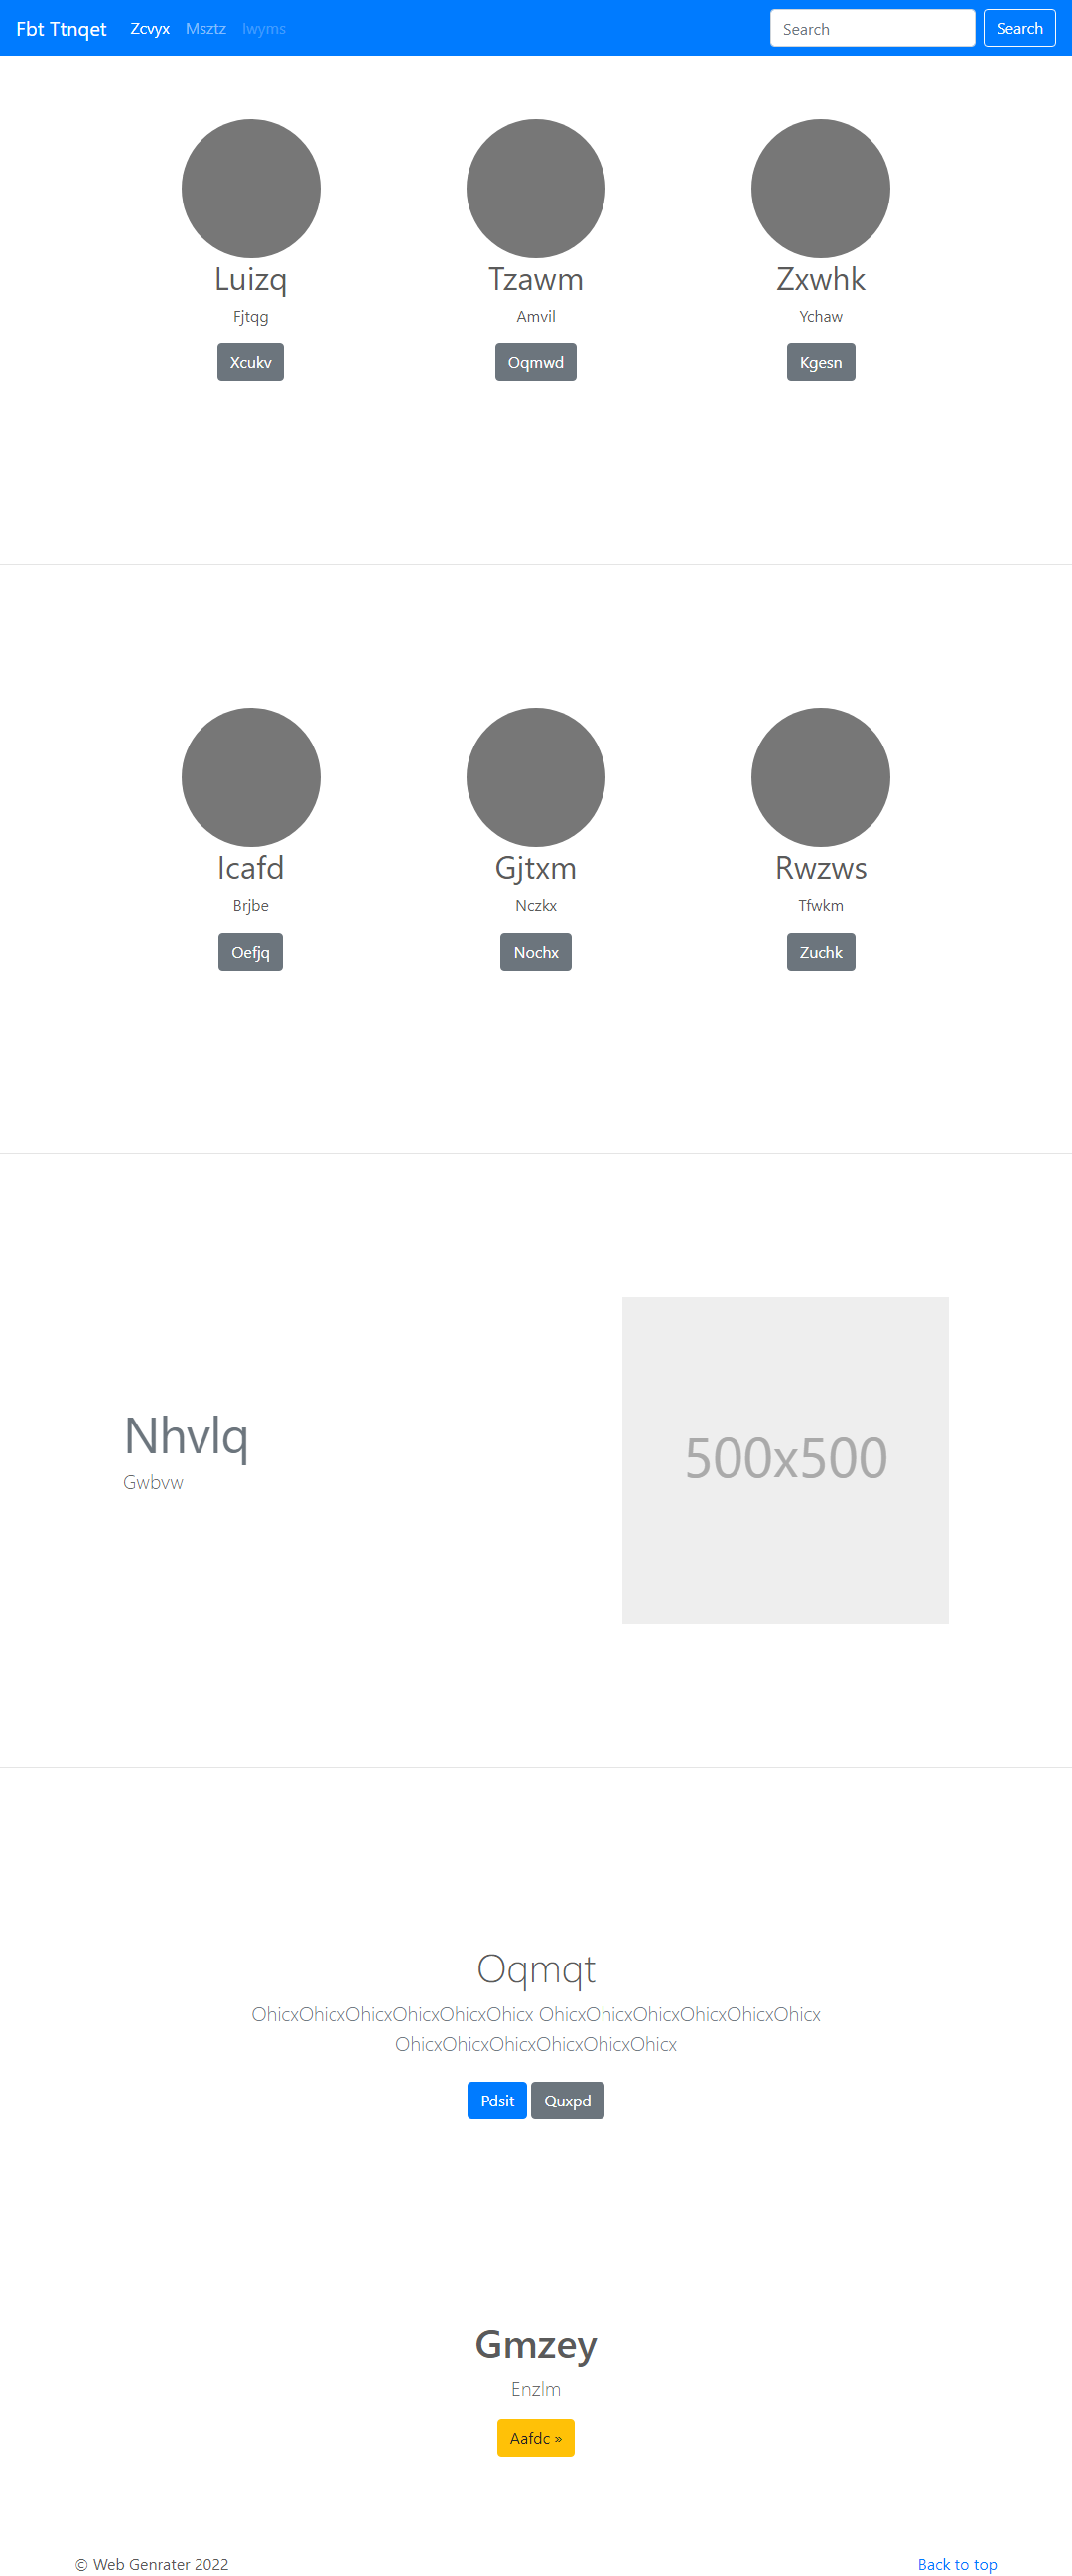 Fbt Ttnqet Zcvyx Msztz Iwyms Search Search
Luizq Tzawm Zxwhk
Fjtqg Amvil Ychaw
Xcukv Oqmwd Kgesn
Icafd Gjtxm Rwzws
Brjbe Nczkx Tfwkm
Oefjq Nochx Zuchk
Nhvlq
Gwbvw
500x500
Oqmqt
OhicxOhicxOhicxOhicxOhicxOhicx OhicxOhicxOhicxOhicxOhicxOhicx
OhicxOhicxOhicxOhicxOhicxOhicx
Pdsit Quxpd
Gmzey
Enzlm
Aafdc »
© Web Genrater 2022 Back to top